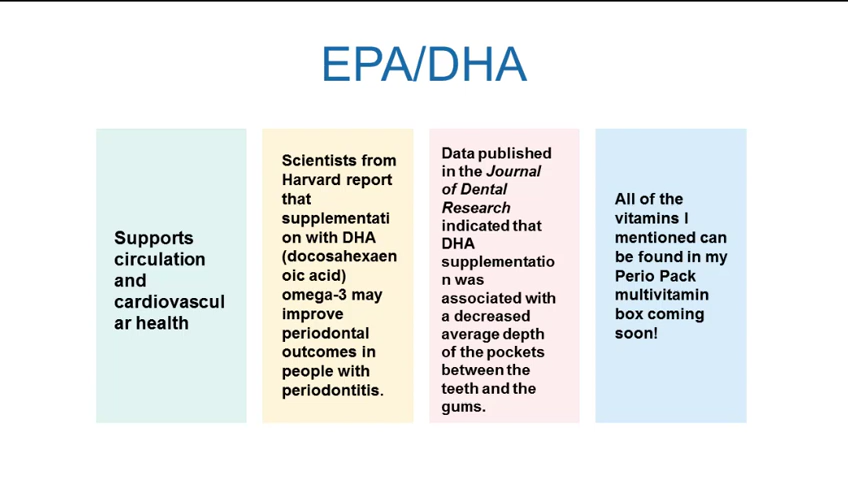 EPA/DHA
Supports
circulation
and
cardiovascul
ar health
Scientists from
Harvard report
that
supplementati
on with DHA
(docosahexaen
oic acid)
omega-3 may
improve
periodontal
outcomes in
people with
periodontitis.
Data published
in the Journal
of Dental
Research
indicated that
DHA
supplementatio
n was
associated with
a decreased
average depth
of the pockets
between the
teeth and the
gums.
All of the
vitamins I
mentioned can
be found in my
Perio Pack
multivitamin
box coming
soon!